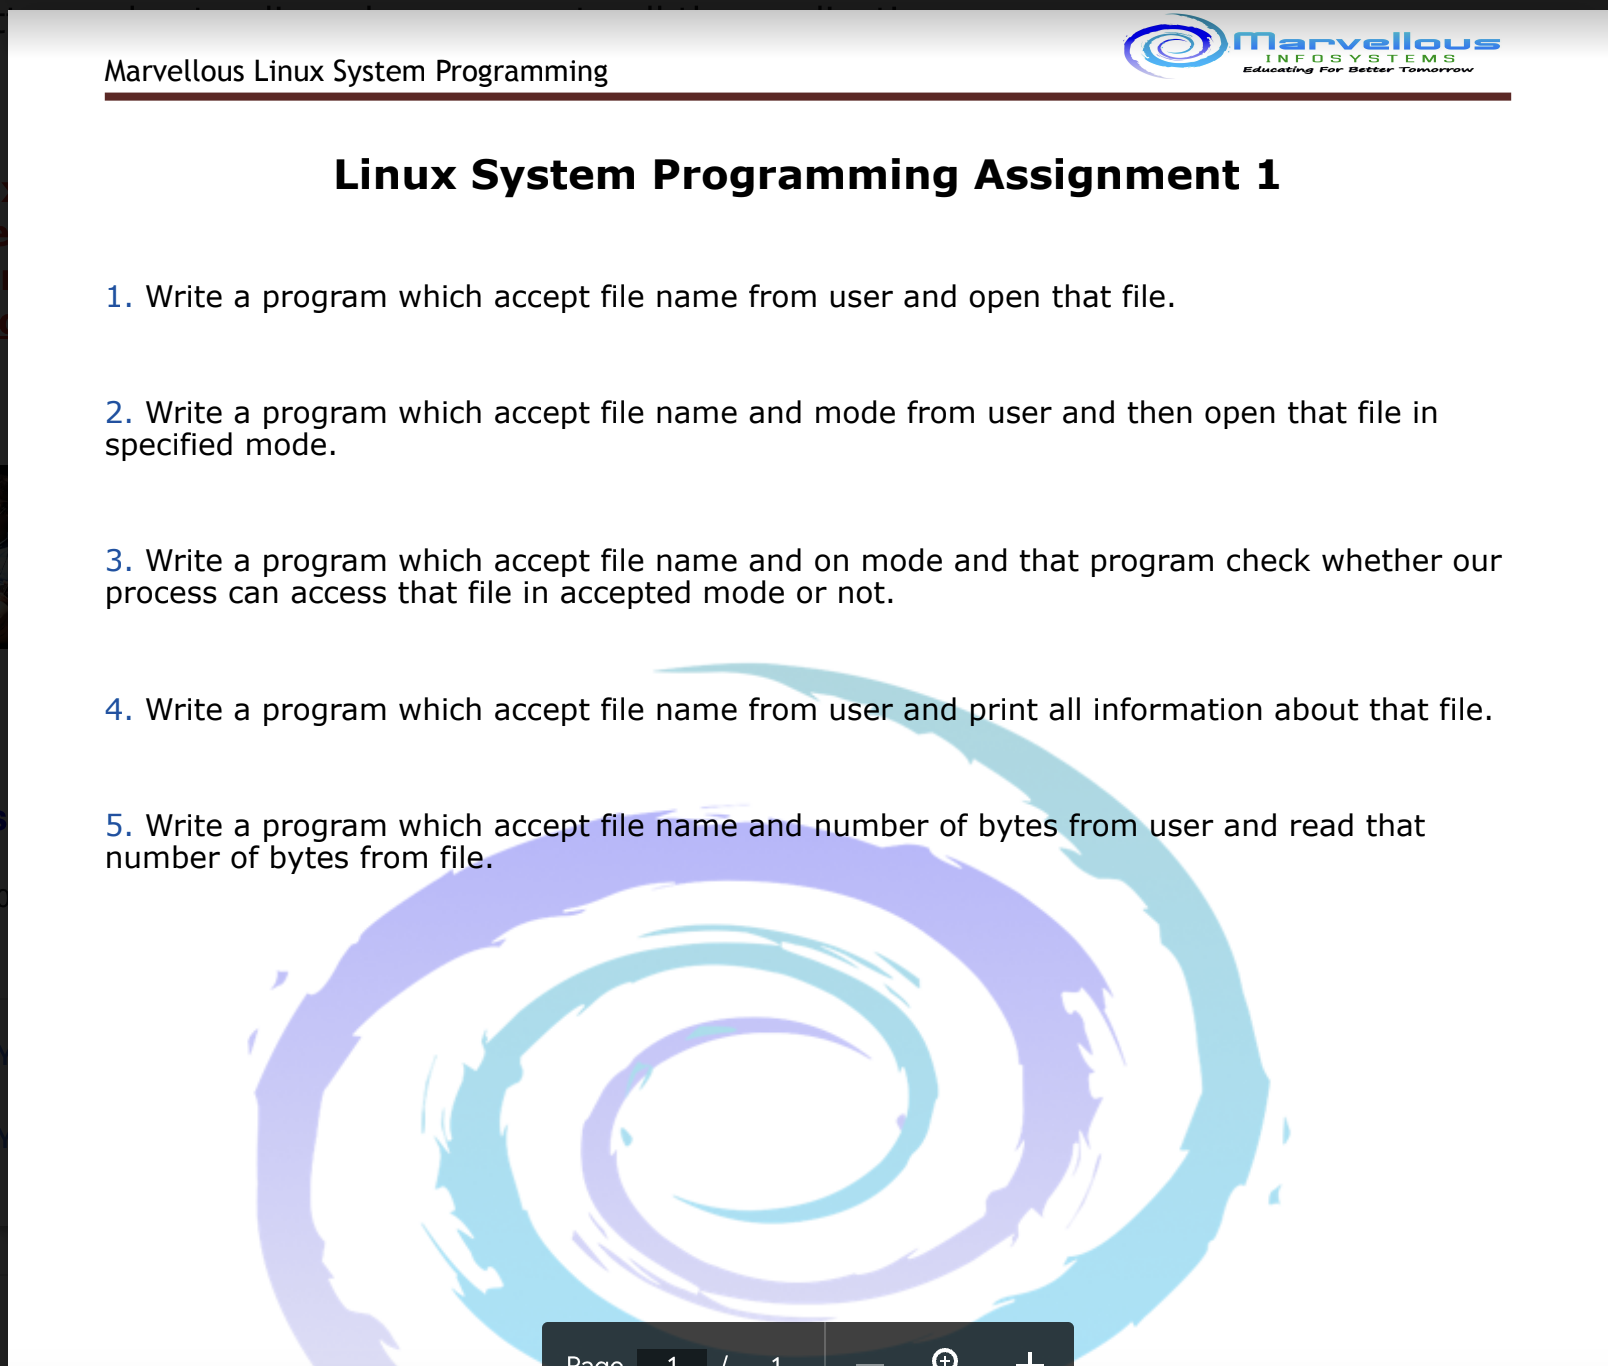 Marvellous Linux System Programming
Marvellous
INFOSYSTEMS
Educating For Better Tomorrow
Linux System Programming Assignment 1
1. Write a program which accept file name from user and open that file.
2. Write a program which accept file name and mode from user and then open that file in
specified mode.
3. Write a program which accept file name and on mode and that program check whether our
process can access that file in accepted mode or not.
4. Write a program which accept file name from user and print all information about that file.
5. Write a program which accept file name and number of bytes from user and read that
number of bytes from file.
Page 1 / 1